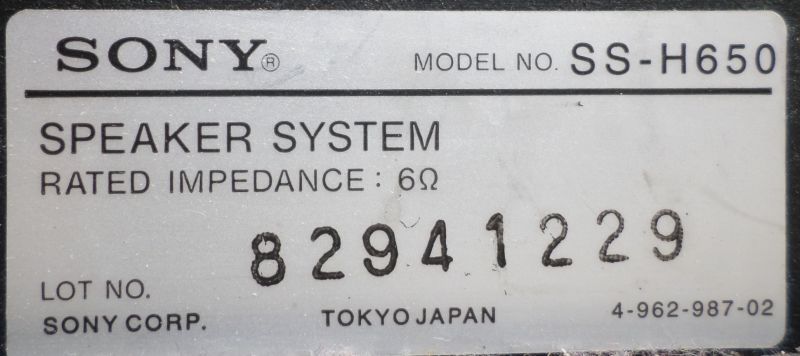 SONY® MODEL NO. SS-H650
SPEAKER SYSTEM
RATED IMPEDANCE : 6Ω
82941229
LOT NO.
SONY CORP. TOKYO JAPAN 4-962-987-02